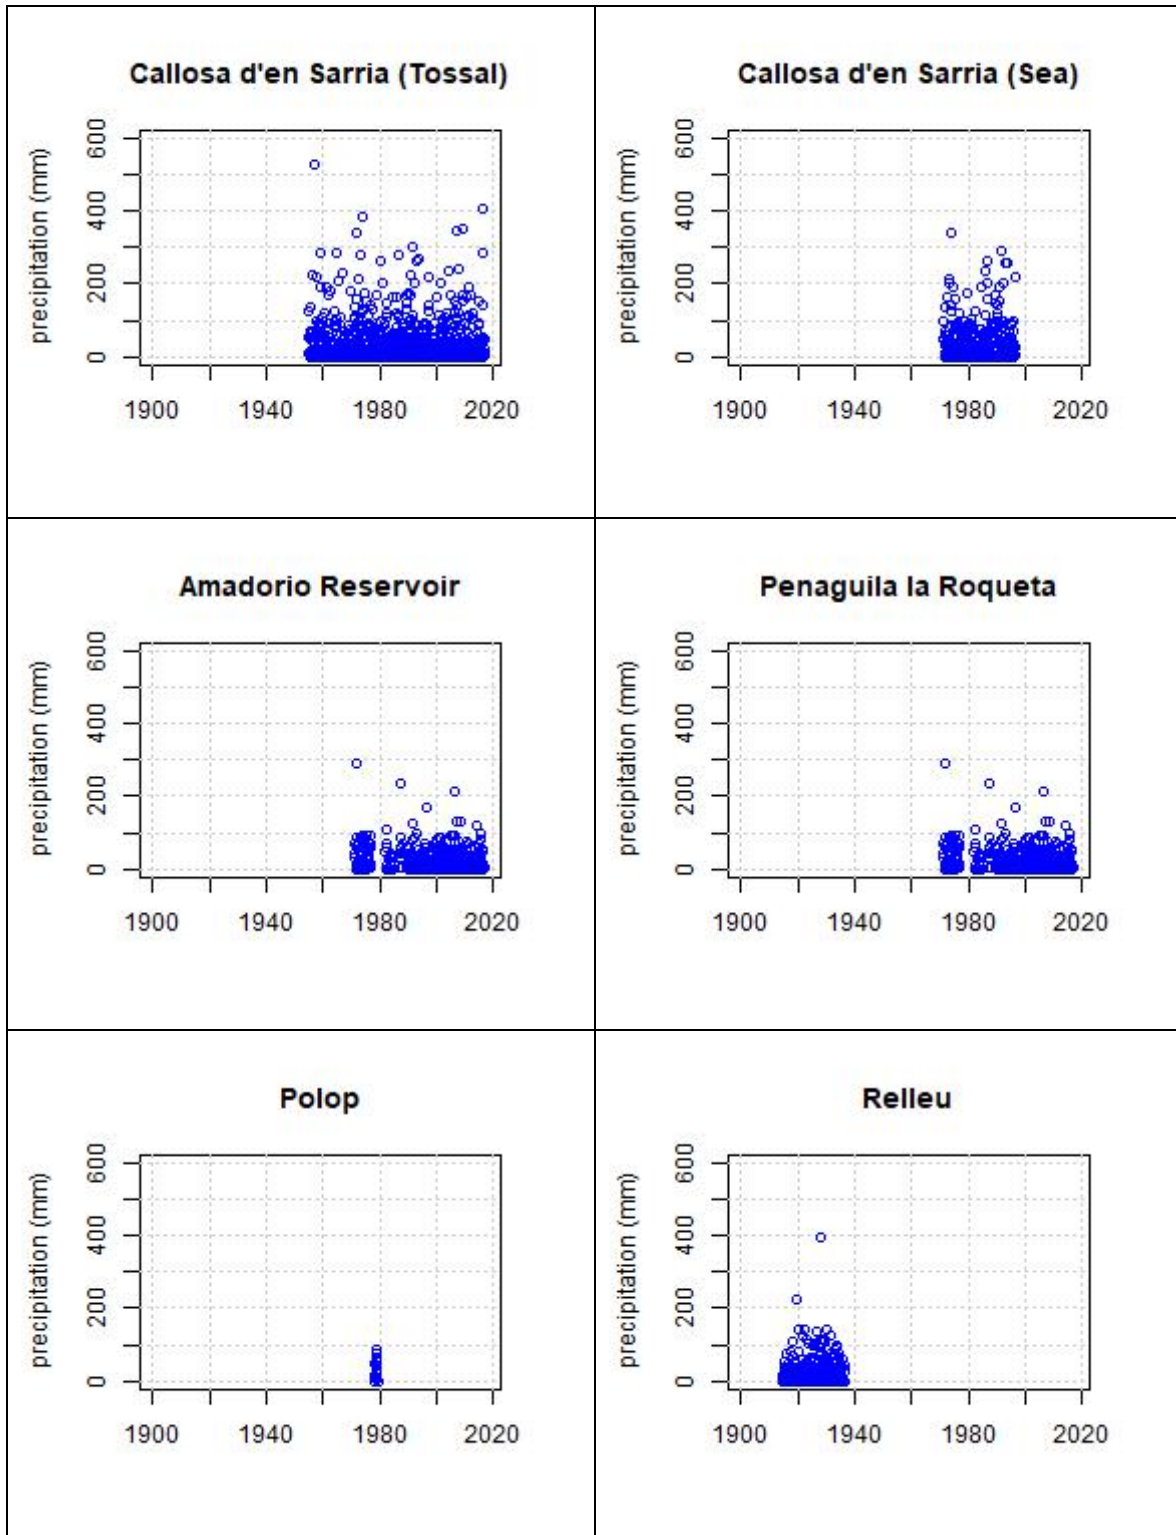 Callosa d'en Sarria (Tossal)
precipitation (mm)
600
400
200
0
1900 1940 1980 2020
Callosa d'en Sarria (Sea)
precipitation (mm)
600
400
200
0
1900 1940 1980 2020
Amadorio Reservoir
precipitation (mm)
600
400
200
0
1900 1940 1980 2020
Penaguila la Roqueta
precipitation (mm)
600
400
200
0
1900 1940 1980 2020
Polop
precipitation (mm)
600
400
200
0
1900 1940 1980 2020
Relleu
precipitation (mm)
600
400
200
0
1900 1940 1980 2020